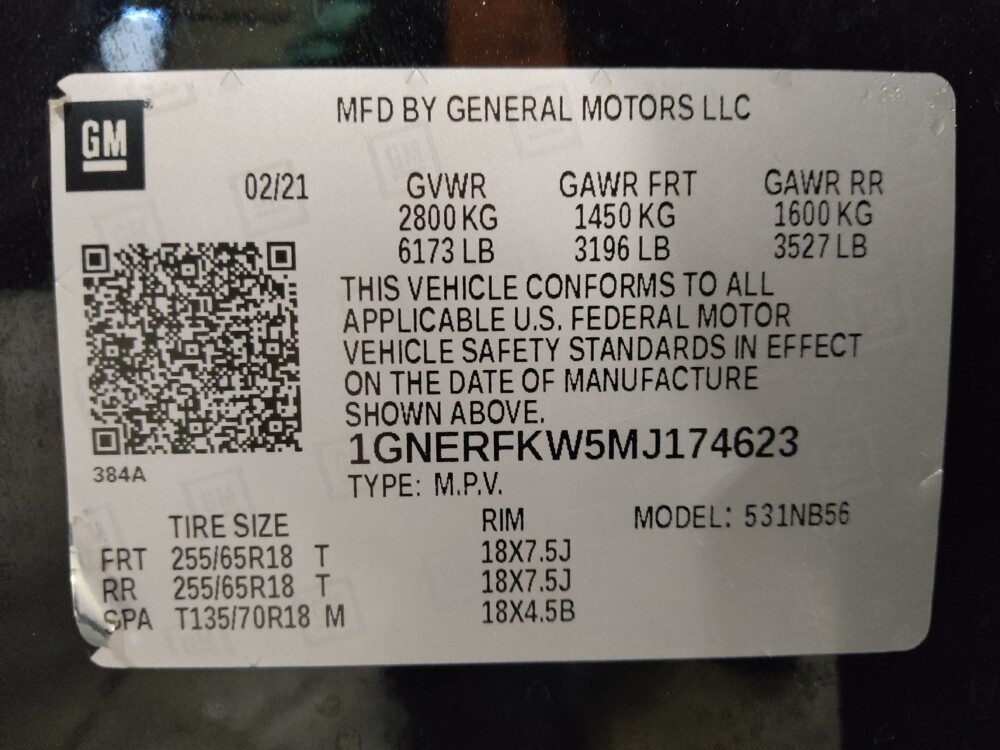 GM
MFD BY GENERAL MOTORS LLC
02/21 GVWR GAWR FRT GAWR RR
2800 KG 1450 KG 1600 KG
6173 LB 3196 LB 3527 LB
THIS VEHICLE CONFORMS TO ALL
APPLICABLE U.S. FEDERAL MOTOR
VEHICLE SAFETY STANDARDS IN EFFECT
ON THE DATE OF MANUFACTURE
SHOWN ABOVE.
1GNERFKW5MJ174623
384A
TYPE: M.P.V.
TIRE SIZE RIM MODEL: 531NB56
FRT 255/65R18 T 18X7.5J
RR 255/65R18 T 18X7.5J
SPA T135/70R18 M 18X4.5B